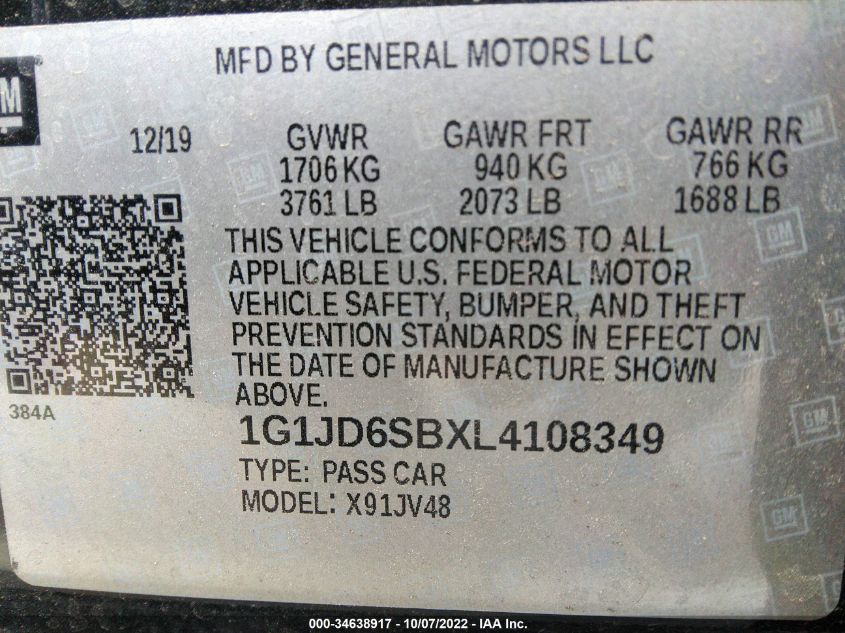 MFD BY GENERAL MOTORS LLC
GM
12/19 GVWR GAWR FRT GAWR RR
1706 KG 940 KG 766 KG
3761 LB 2073 LB 1688 LB
THIS VEHICLE CONFORMS TO ALL
APPLICABLE U.S. FEDERAL MOTOR
VEHICLE SAFETY, BUMPER, AND THEFT
PREVENTION STANDARDS IN EFFECT ON
THE DATE OF MANUFACTURE SHOWN
ABOVE.
384A
1G1JD6SBXL4108349
TYPE: PASS CAR
MODEL: X91JV48
000-34638917 - 10/07/2022 - IAA Inc.